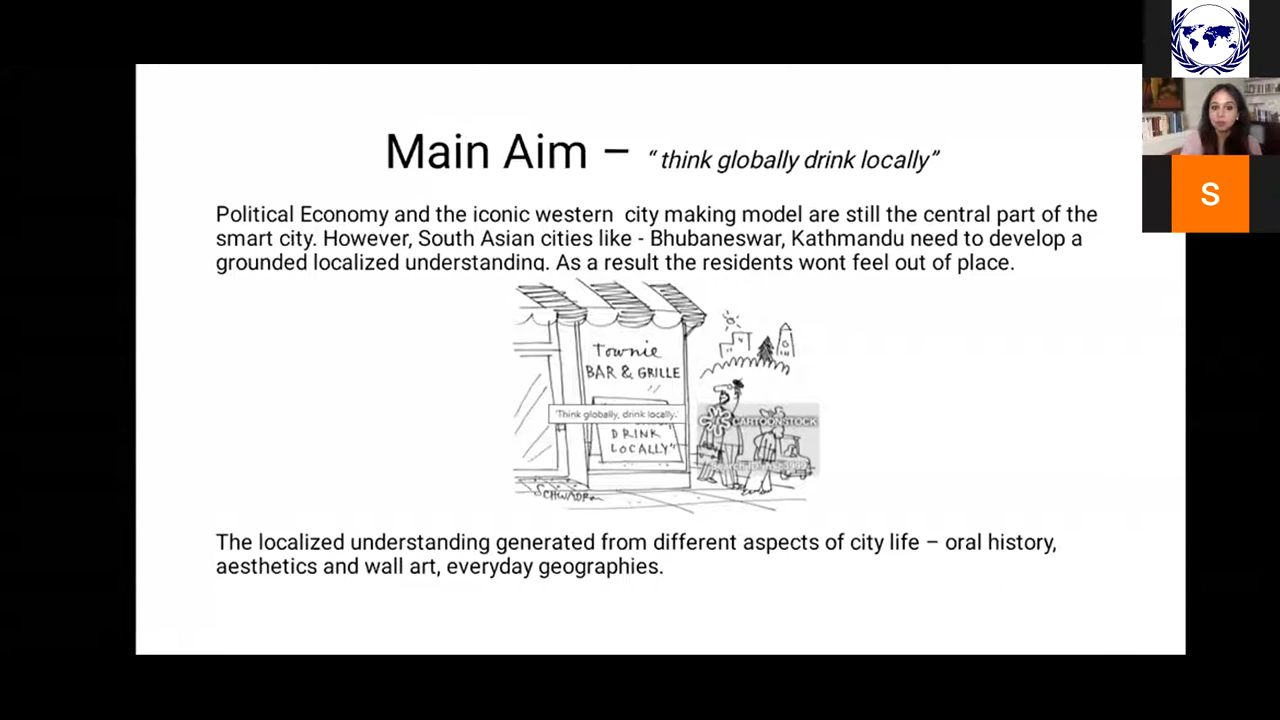 Main Aim – “ think globally drink locally”
Political Economy and the iconic western city making model are still the central part of the
smart city. However, South Asian cities like - Bhubaneswar, Kathmandu need to develop a
grounded localized understanding. As a result the residents wont feel out of place.
Townie
BAR & GRILLE
"Think globally, drink locally."
DRINK
LOCALLY"
CARTOONSTOCK
SCHWADRON
The localized understanding generated from different aspects of city life – oral history,
aesthetics and wall art, everyday geographies.
S